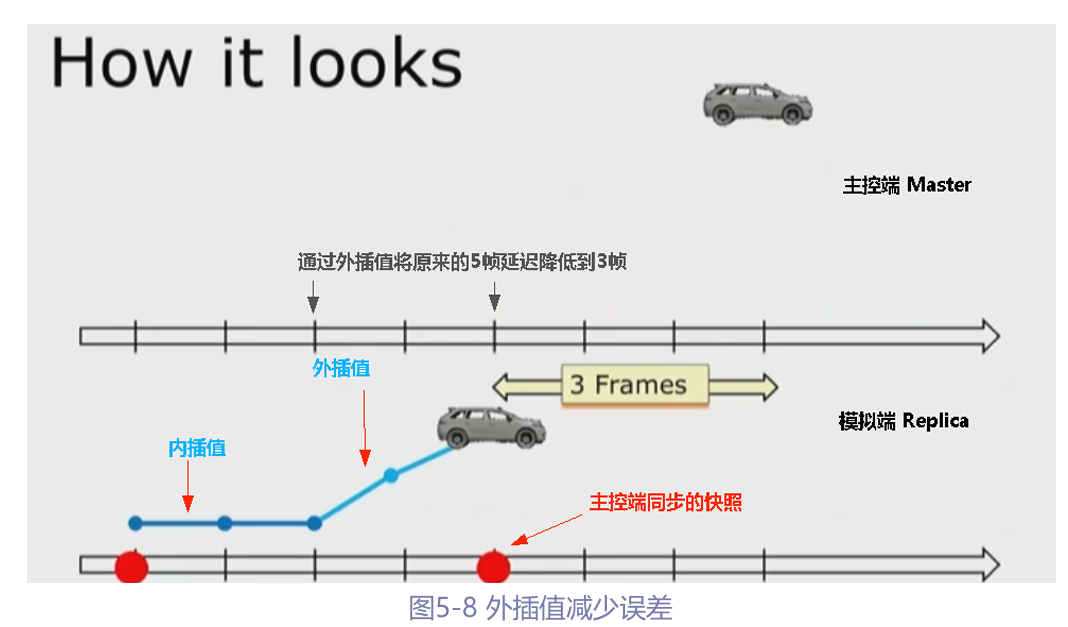 How it looks
主控端 Master
通过外插值将原来的5帧延迟降低到3帧
外插值
3 Frames
模拟端 Replica
内插值
主控端同步的快照
图5-8 外插值减少误差